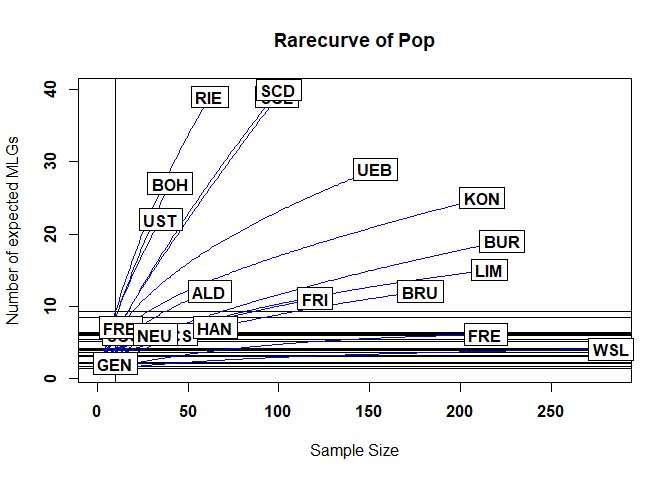 Rarecurve of Pop
Number of expected MLGs
40
30
20
10
0
SCD
RIE
UEB
BOH
KON
UST
BUR
LIM
ALD
BRU
FRI
FRE
HAN
NEU
FRE
WSL
GEN
0 50 100 150 200 250
Sample Size